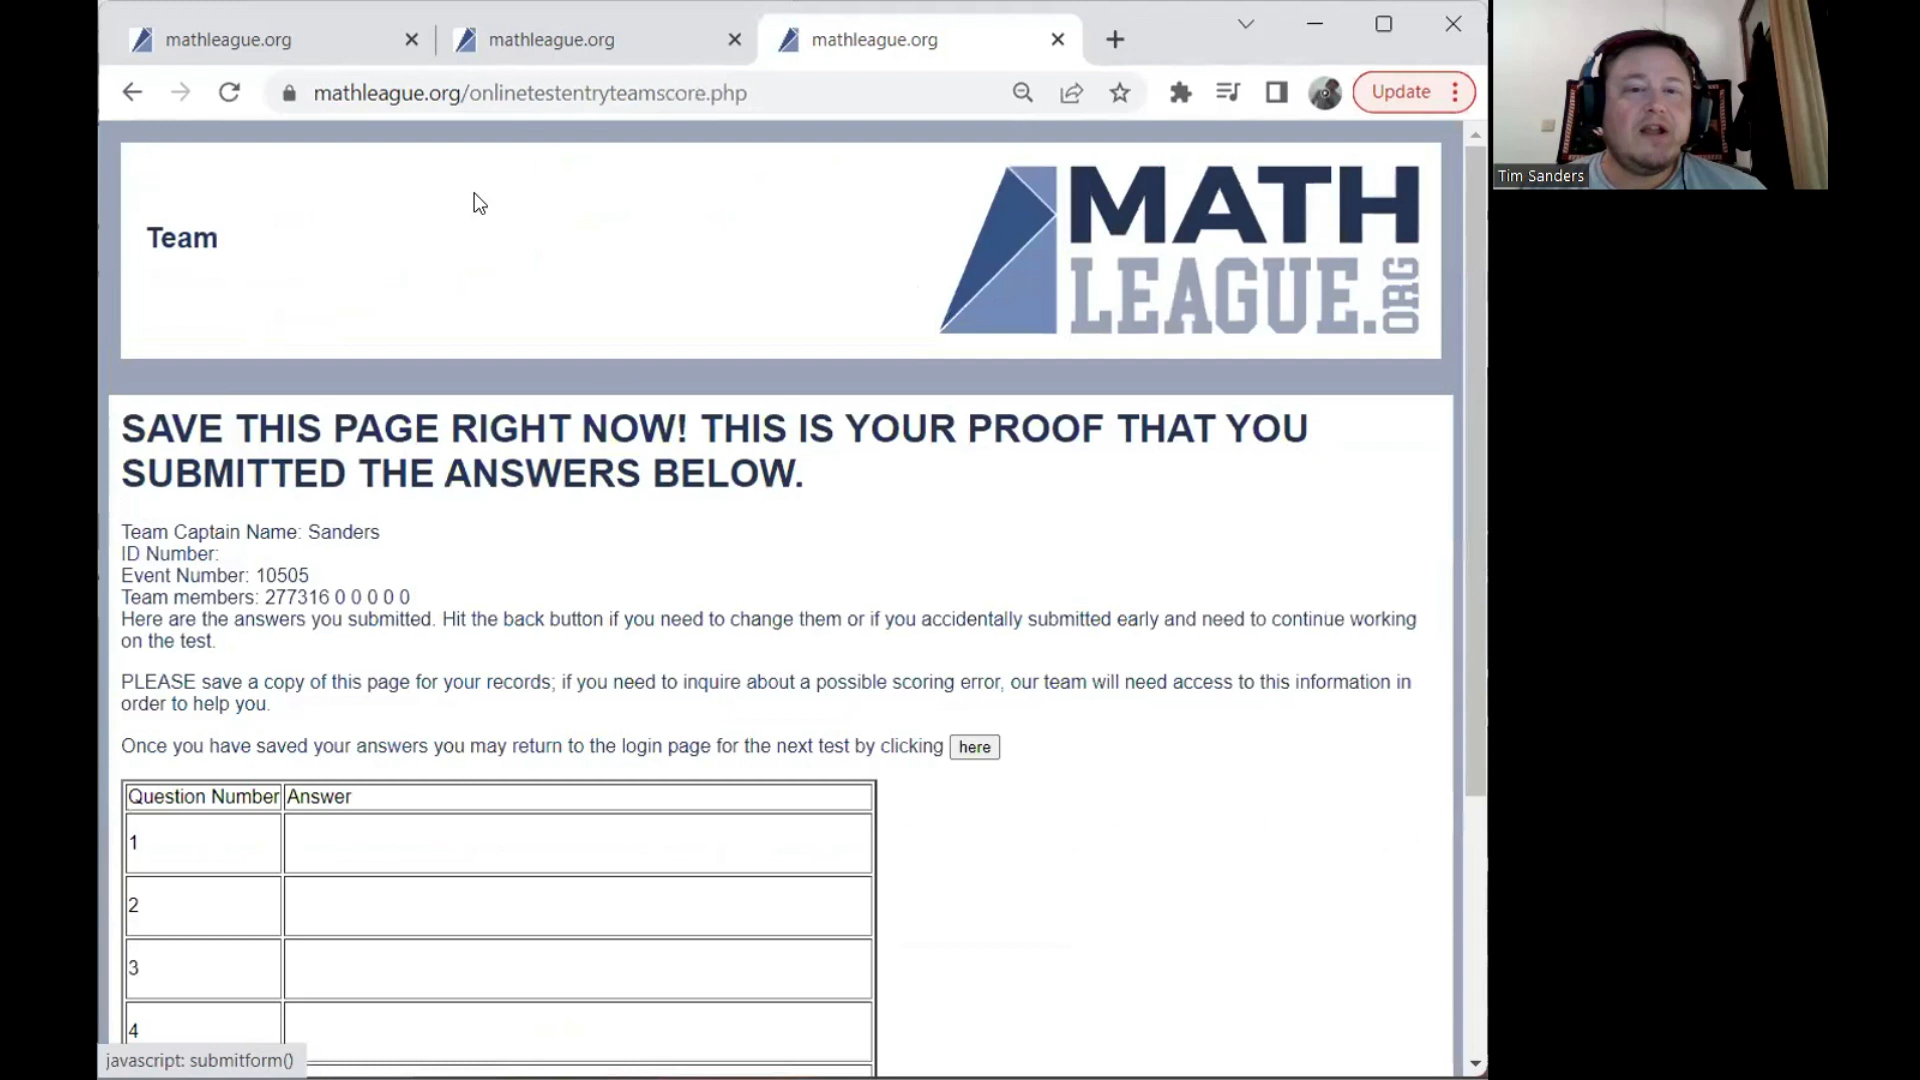 mathleague.org
mathleague.org
mathleague.org
mathleague.org/onlinetestentryteamscore.php
Update
Tim Sanders
Team
MATH
LEAGUE.ORG
SAVE THIS PAGE RIGHT NOW! THIS IS YOUR PROOF THAT YOU
SUBMITTED THE ANSWERS BELOW.
Team Captain Name: Sanders
ID Number:
Event Number: 10505
Team members: 277316 0 0 0 0 0
Here are the answers you submitted. Hit the back button if you need to change them or if you accidentally submitted early and need to continue working
on the test.
PLEASE save a copy of this page for your records; if you need to inquire about a possible scoring error, our team will need access to this information in
order to help you.
Once you have saved your answers you may return to the login page for the next test by clicking here
Question Number Answer
1
2
3
4
javascript: submitform()